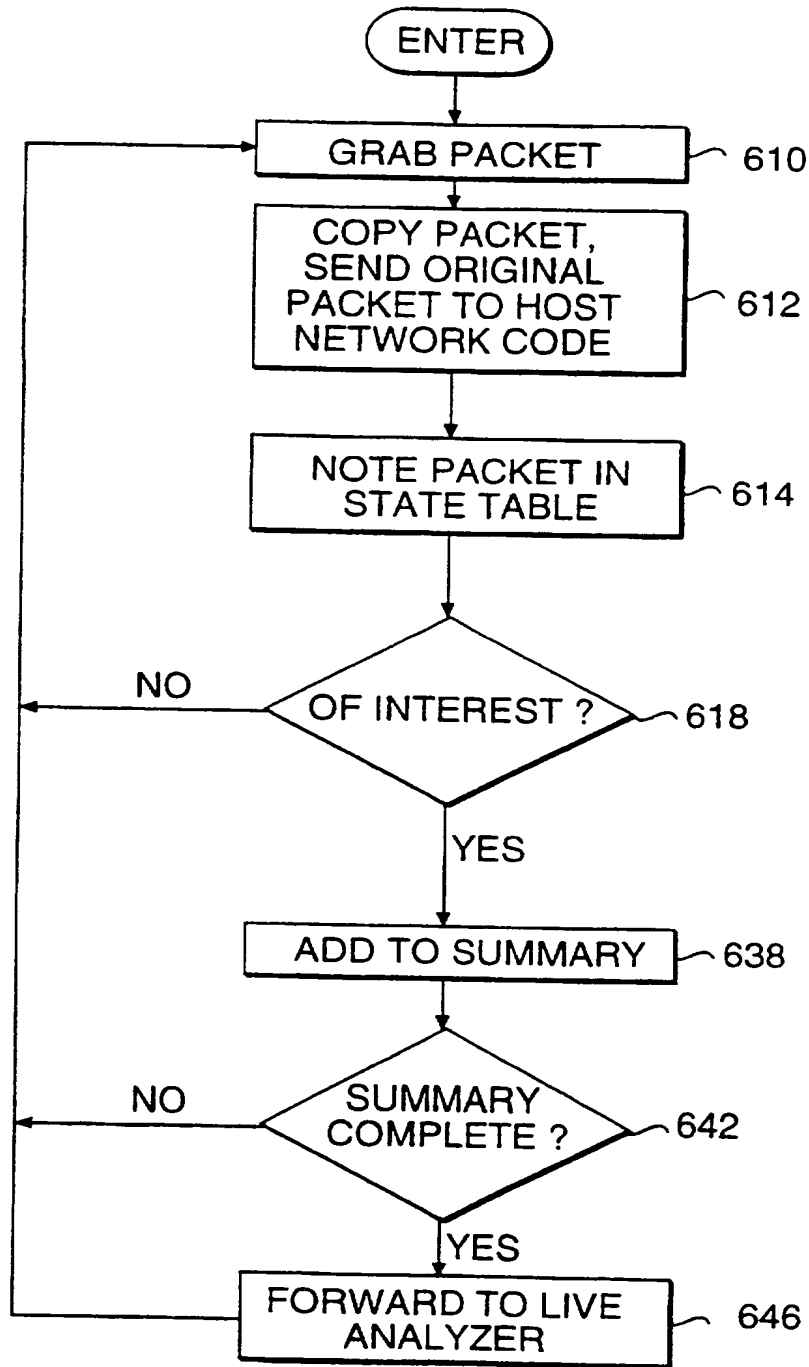 ENTER
GRAB PACKET
610
COPY PACKET,
SEND ORIGINAL
PACKET TO HOST
NETWORK CODE
612
NOTE PACKET IN
STATE TABLE
614
NO
OF INTEREST ?
618
YES
ADD TO SUMMARY
638
NO
SUMMARY
COMPLETE ?
642
YES
FORWARD TO LIVE
ANALYZER
646